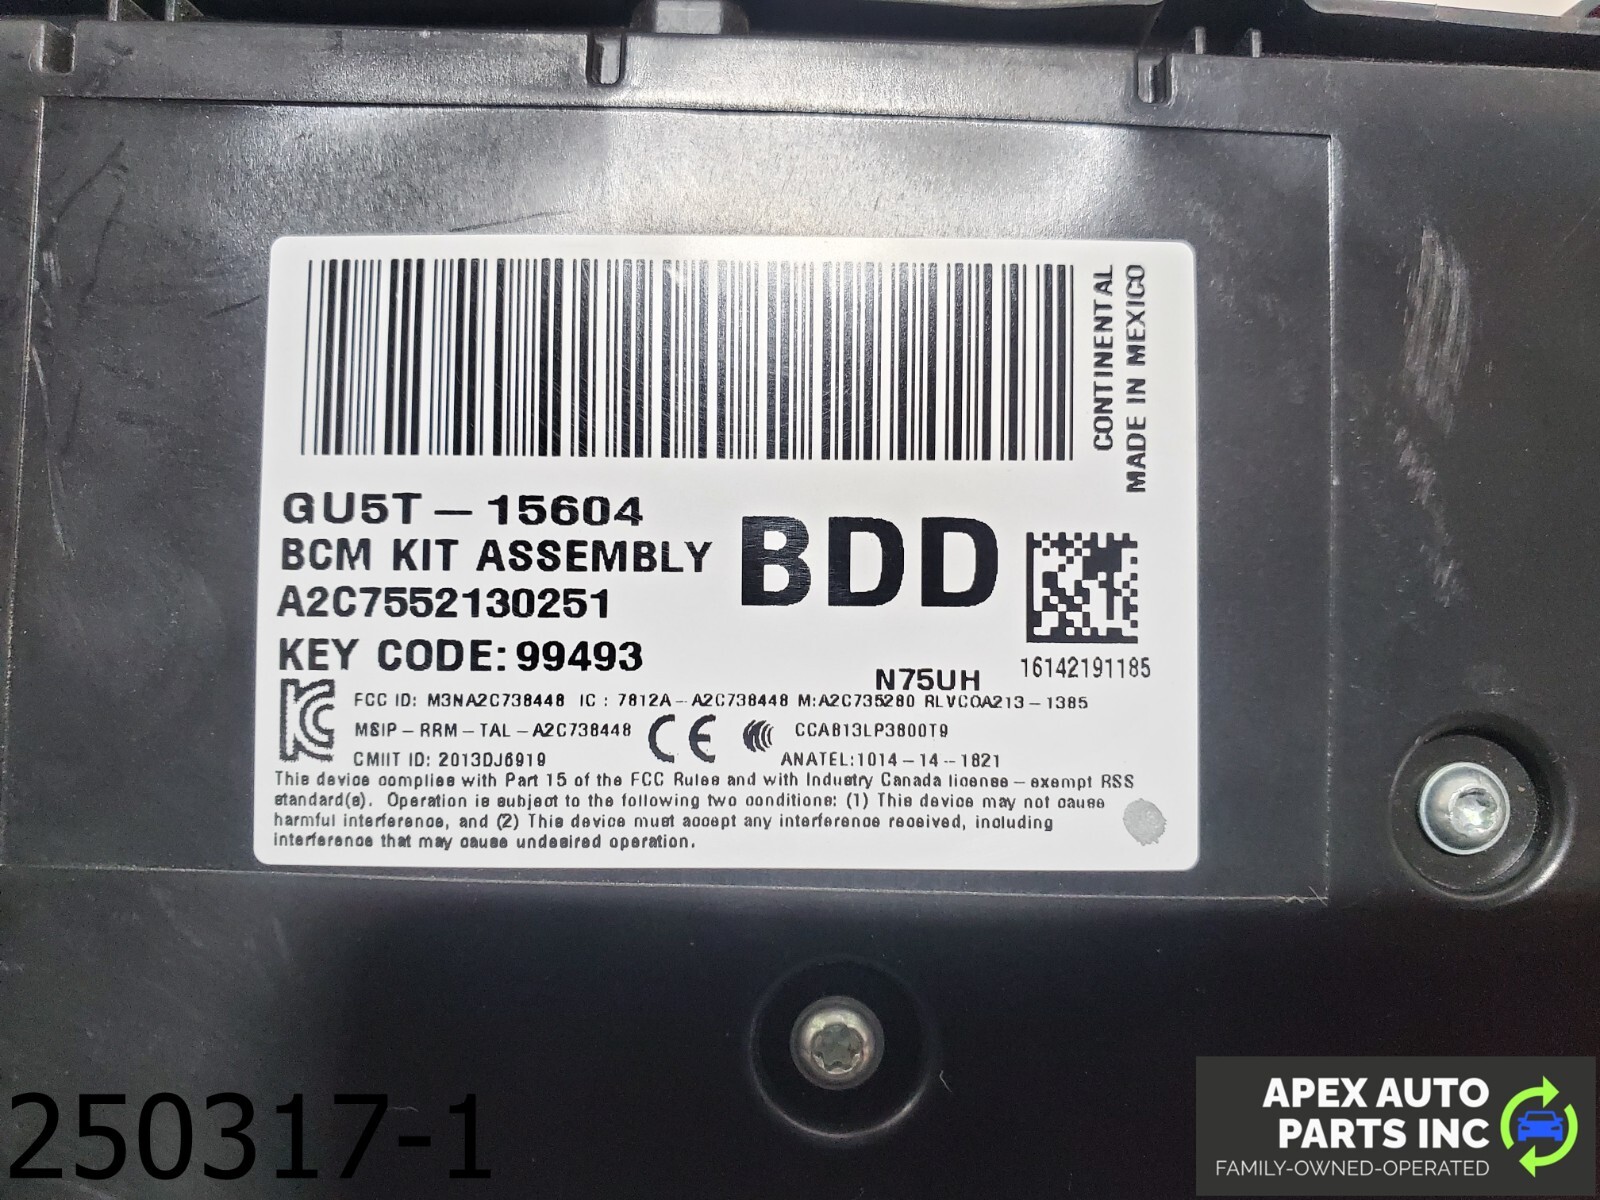 CONTINENTAL
MADE IN MEXICO
GU5T-15604
BCM KIT ASSEMBLY
A2C7552130251
BDD
KEY CODE:99493
N75UH
16142191185
FCC ID: M3NA2C738448 IC: 7812A-A2C738448 M:A2C735280 RLVCOA213-1385
MSIP-RRM-TAL-A2C738448
CE
CCAB13LP3800T9
CMIIT ID: 2013DJ6919
ANATEL:1014-14-1821
This device complies with Part 15 of the FCC Rules and with Industry Canada license-exempt RSS
standard(s). Operation is subject to the following two conditions: (1) This device may not cause
harmful interference, and (2) This device must accept any interference received, including
interference that may cause undesired operation.
250317-1
APEX AUTO
PARTS INC
FAMILY-OWNED-OPERATED